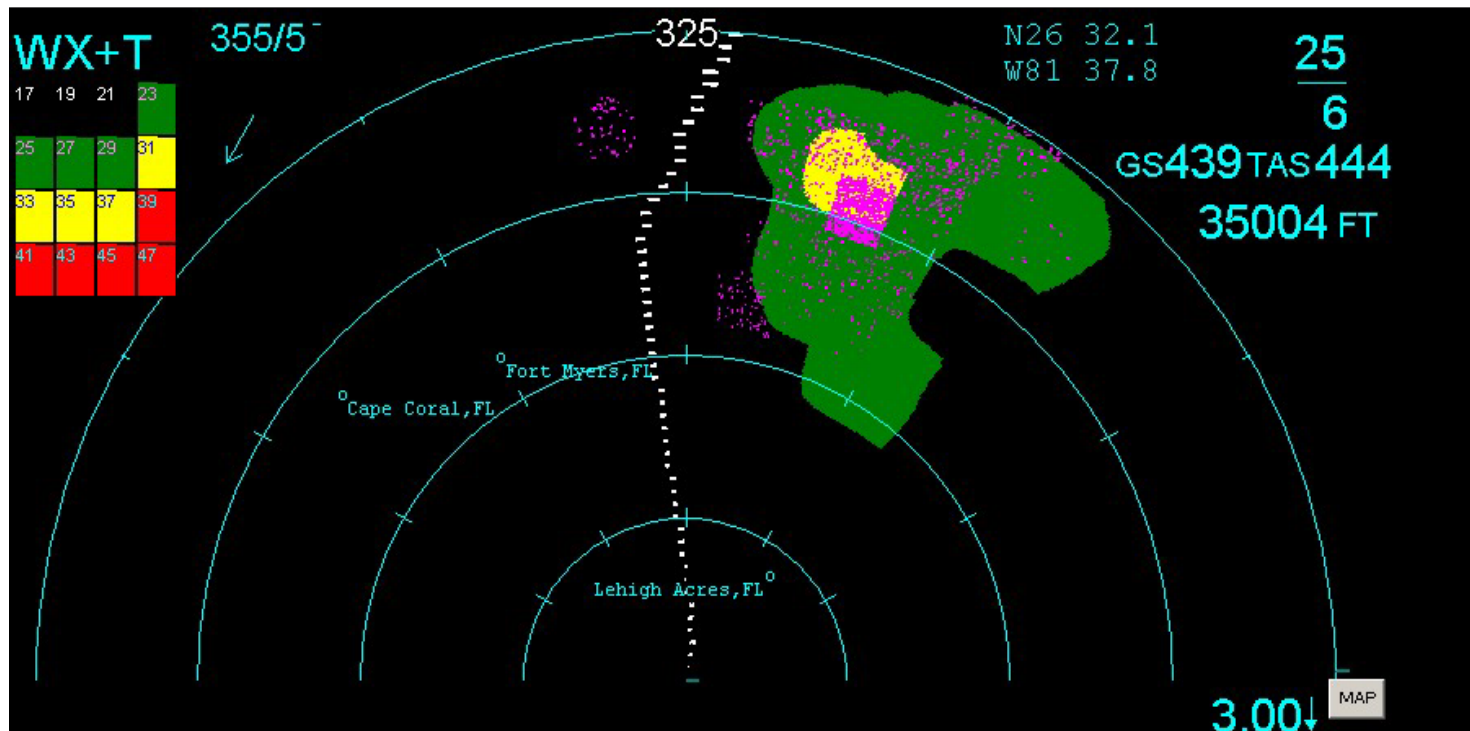 WX+T
355/5-
325
N26 32.1
W81 37.8
25
6
17 19 21 23
25 27 29 31
33 35 37 39
41 43 45 47
GS439 TAS444
35004 FT
Fort Myers,FL
Cape Coral,FL
Lehigh Acres,FL
3.00↓
MAP